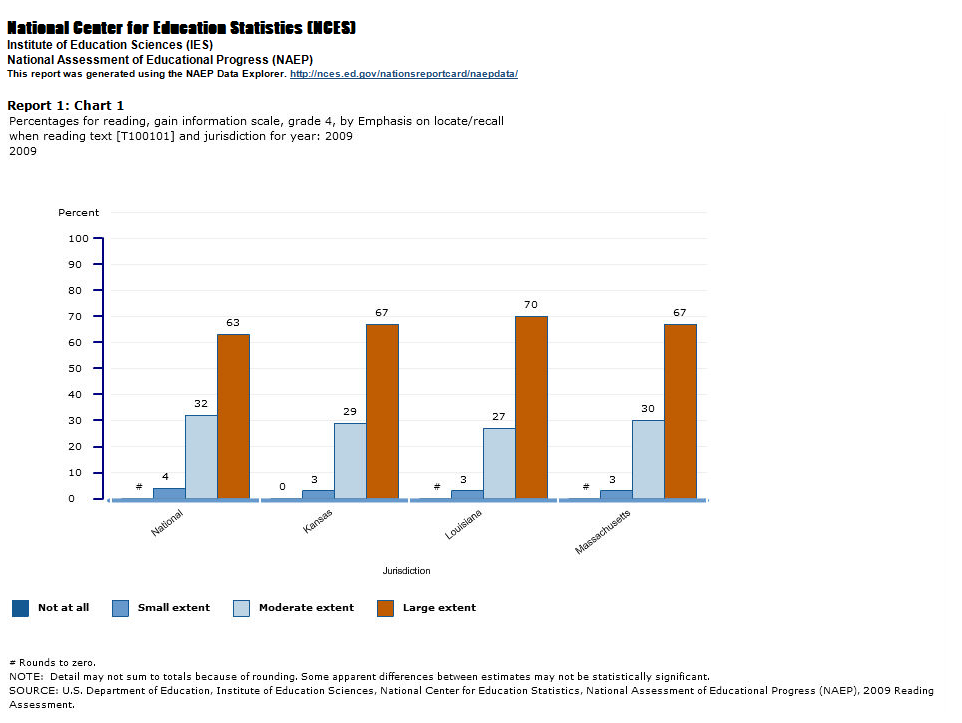 National Center for Education Statistics (NCES)
Institute of Education Sciences (IES)
National Assessment of Educational Progress (NAEP)
This report was generated using the NAEP Data Explorer. http://nces.ed.gov/nationsreportcard/naepdata/
Report 1: Chart 1
Percentages for reading, gain information scale, grade 4, by Emphasis on locate/recall
when reading text [T100101] and jurisdiction for year: 2009
2009
Percent
100
90
80
70
60
50
40
30
20
10
0
# 4 32 63
0 3 29 67
# 3 27 70
# 3 30 67
National
Kansas
Louisiana
Massachusetts
Jurisdiction
Not at all Small extent Moderate extent Large extent
# Rounds to zero.
NOTE: Detail may not sum to totals because of rounding. Some apparent differences between estimates may not be statistically significant.
SOURCE: U.S. Department of Education, Institute of Education Sciences, National Center for Education Statistics, National Assessment of Educational Progress (NAEP), 2009 Reading
Assessment.